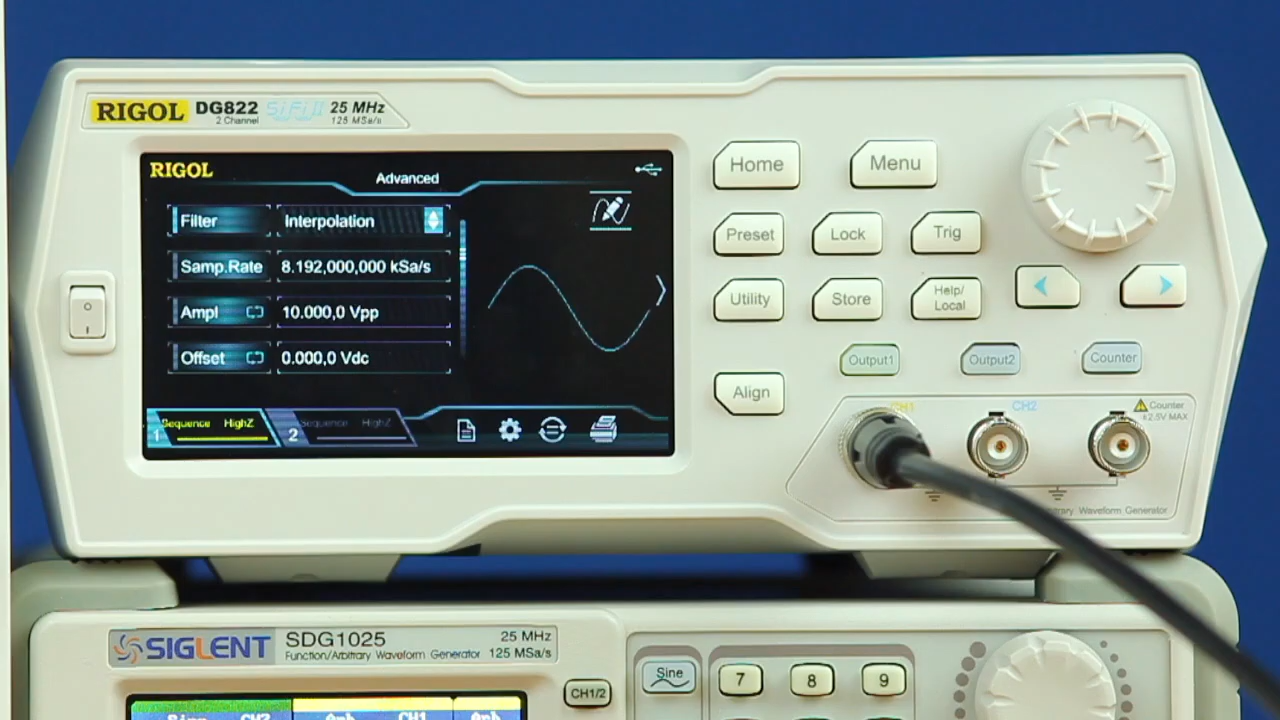 RIGOL DG822 SiFi II 25 MHz
2 Channel 125 MSa/s
RIGOL
Advanced
Filter Interpolation
Samp.Rate 8.192,000,000 kSa/s
Ampl 10.000,0 Vpp
Offset 0.000,0 Vdc
1 Sequence HighZ
2 Sequence HighZ
Home Menu
Preset Lock Trig
Utility Store Help/
Local
Output1 Output2 Counter
Align
CH1 CH2 Counter
±2.5V MAX
Waveform Generator
SIGLENT SDG1025 25 MHz
Function/Arbitrary Waveform Generator 125 MSa/s
Sine
7 8 9
CH1/2
CH2 CH1